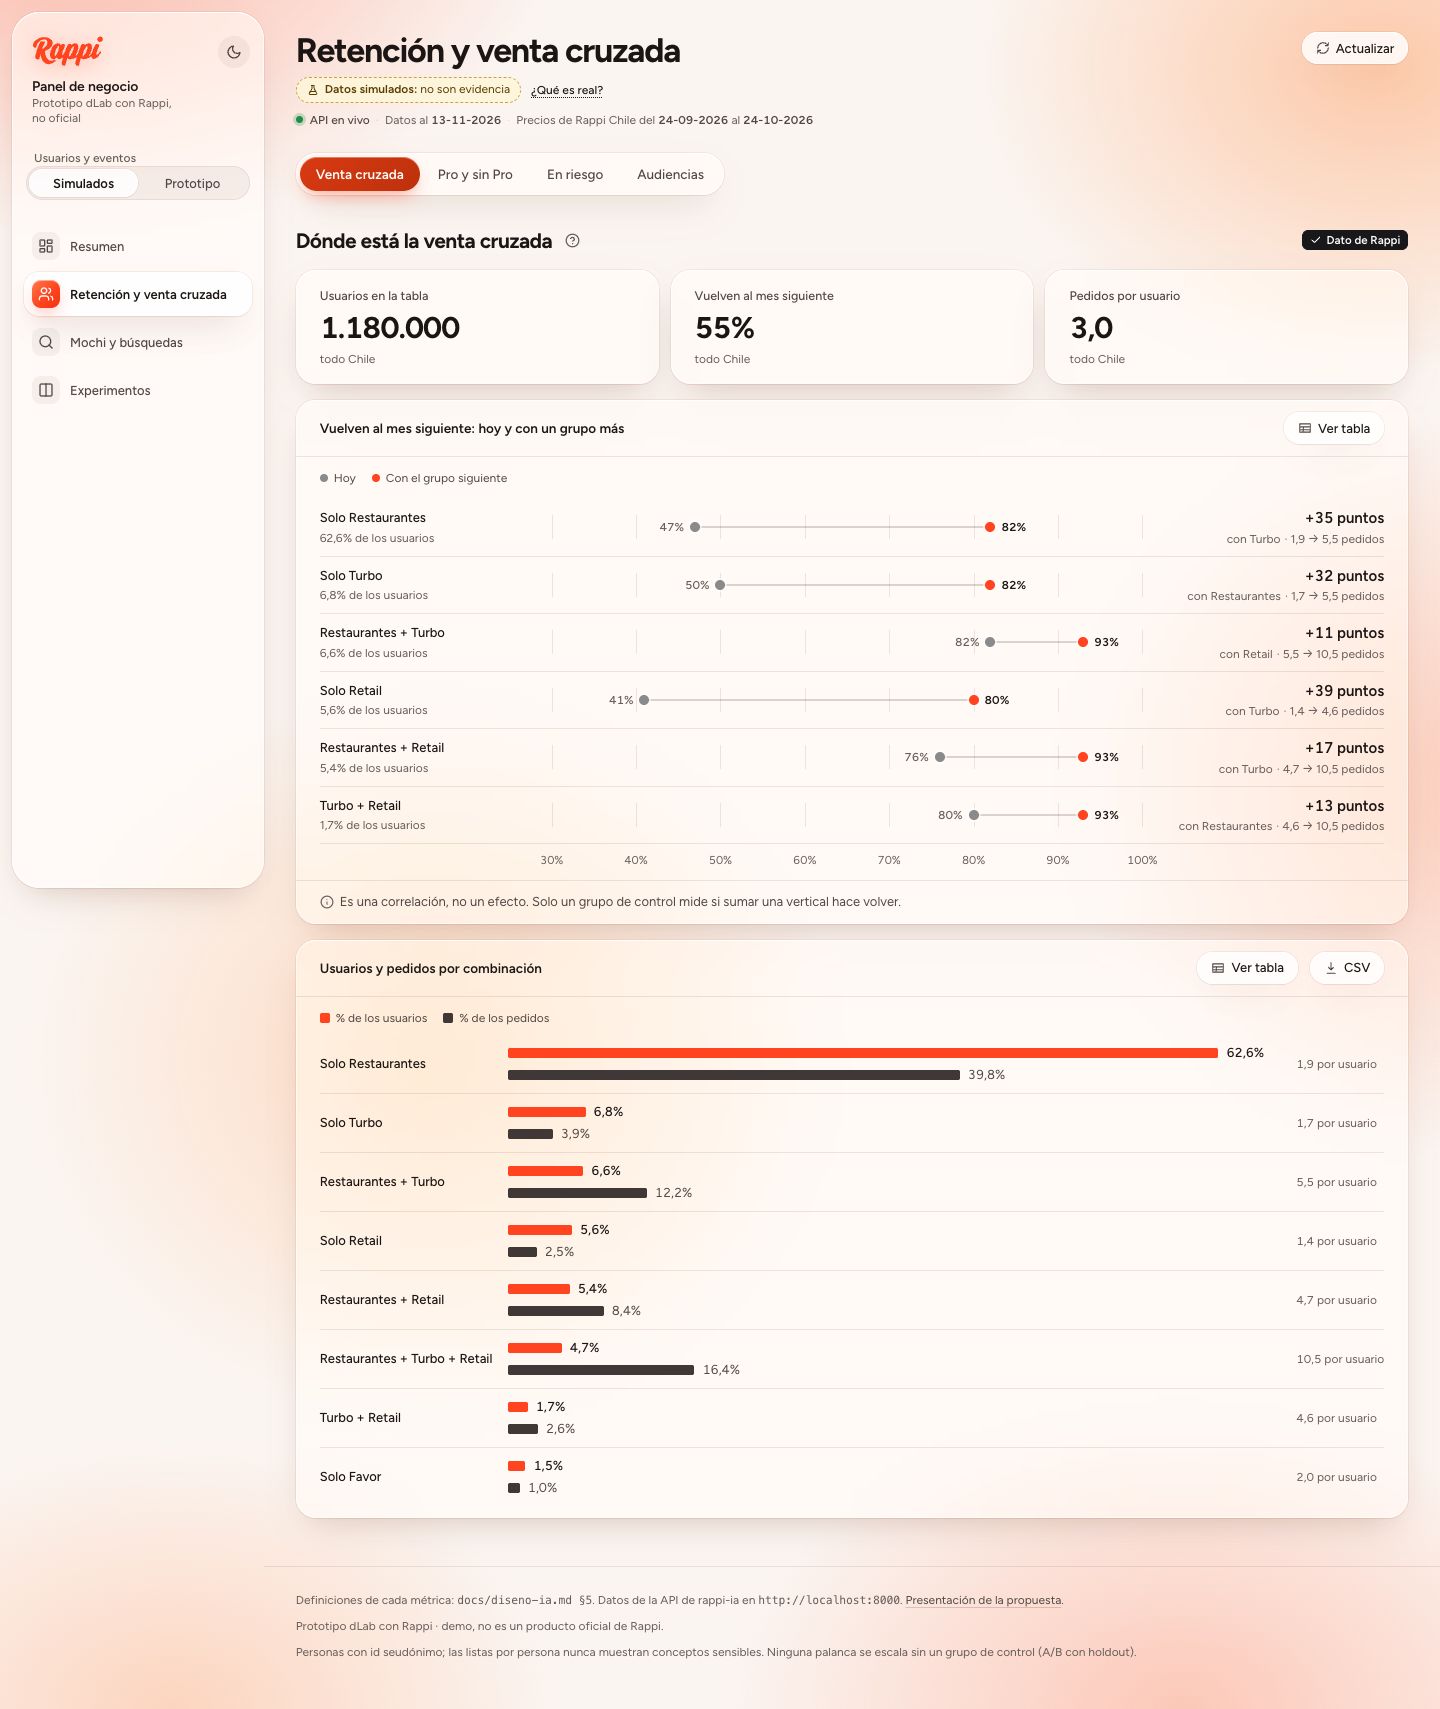 Rappi
Panel de negocio
Prototipo dLab con Rappi,
no oficial
Usuarios y eventos
Simulados Prototipo
Resumen
Retención y venta cruzada
Mochi y búsquedas
Experimentos
Retención y venta cruzada
Actualizar
Datos simulados: no son evidencia ¿Qué es real?
API en vivo · Datos al 13-11-2026 · Precios de Rappi Chile del 24-09-2026 al 24-10-2026
Venta cruzada Pro y sin Pro En riesgo Audiencias
Dónde está la venta cruzada ?
Dato de Rappi
Usuarios en la tabla
1.180.000
todo Chile
Vuelven al mes siguiente
55%
todo Chile
Pedidos por usuario
3,0
todo Chile
Vuelven al mes siguiente: hoy y con un grupo más
Ver tabla
Hoy Con el grupo siguiente
Solo Restaurantes
62,6% de los usuarios
47% 82%
+35 puntos
con Turbo · 1,9 → 5,5 pedidos
Solo Turbo
6,8% de los usuarios
50% 82%
+32 puntos
con Restaurantes · 1,7 → 5,5 pedidos
Restaurantes + Turbo
6,6% de los usuarios
82% 93%
+11 puntos
con Retail · 5,5 → 10,5 pedidos
Solo Retail
5,6% de los usuarios
41% 80%
+39 puntos
con Turbo · 1,4 → 4,6 pedidos
Restaurantes + Retail
5,4% de los usuarios
76% 93%
+17 puntos
con Turbo · 4,7 → 10,5 pedidos
Turbo + Retail
1,7% de los usuarios
80% 93%
+13 puntos
con Restaurantes · 4,6 → 10,5 pedidos
30% 40% 50% 60% 70% 80% 90% 100%
Es una correlación, no un efecto. Solo un grupo de control mide si sumar una vertical hace volver.
Usuarios y pedidos por combinación
Ver tabla CSV
% de los usuarios % de los pedidos
Solo Restaurantes
62,6%
39,8%
1,9 por usuario
Solo Turbo
6,8%
3,9%
1,7 por usuario
Restaurantes + Turbo
6,6%
12,2%
5,5 por usuario
Solo Retail
5,6%
2,5%
1,4 por usuario
Restaurantes + Retail
5,4%
8,4%
4,7 por usuario
Restaurantes + Turbo + Retail
4,7%
16,4%
10,5 por usuario
Turbo + Retail
1,7%
2,6%
4,6 por usuario
Solo Favor
1,5%
1,0%
2,0 por usuario
Definiciones de cada métrica: docs/diseno-ia.md §5. Datos de la API de rappi-ia en http://localhost:8000. Presentación de la propuesta.
Prototipo dLab con Rappi · demo, no es un producto oficial de Rappi.
Personas con id seudónimo; las listas por persona nunca muestran conceptos sensibles. Ninguna palanca se escala sin un grupo de control (A/B con holdout).